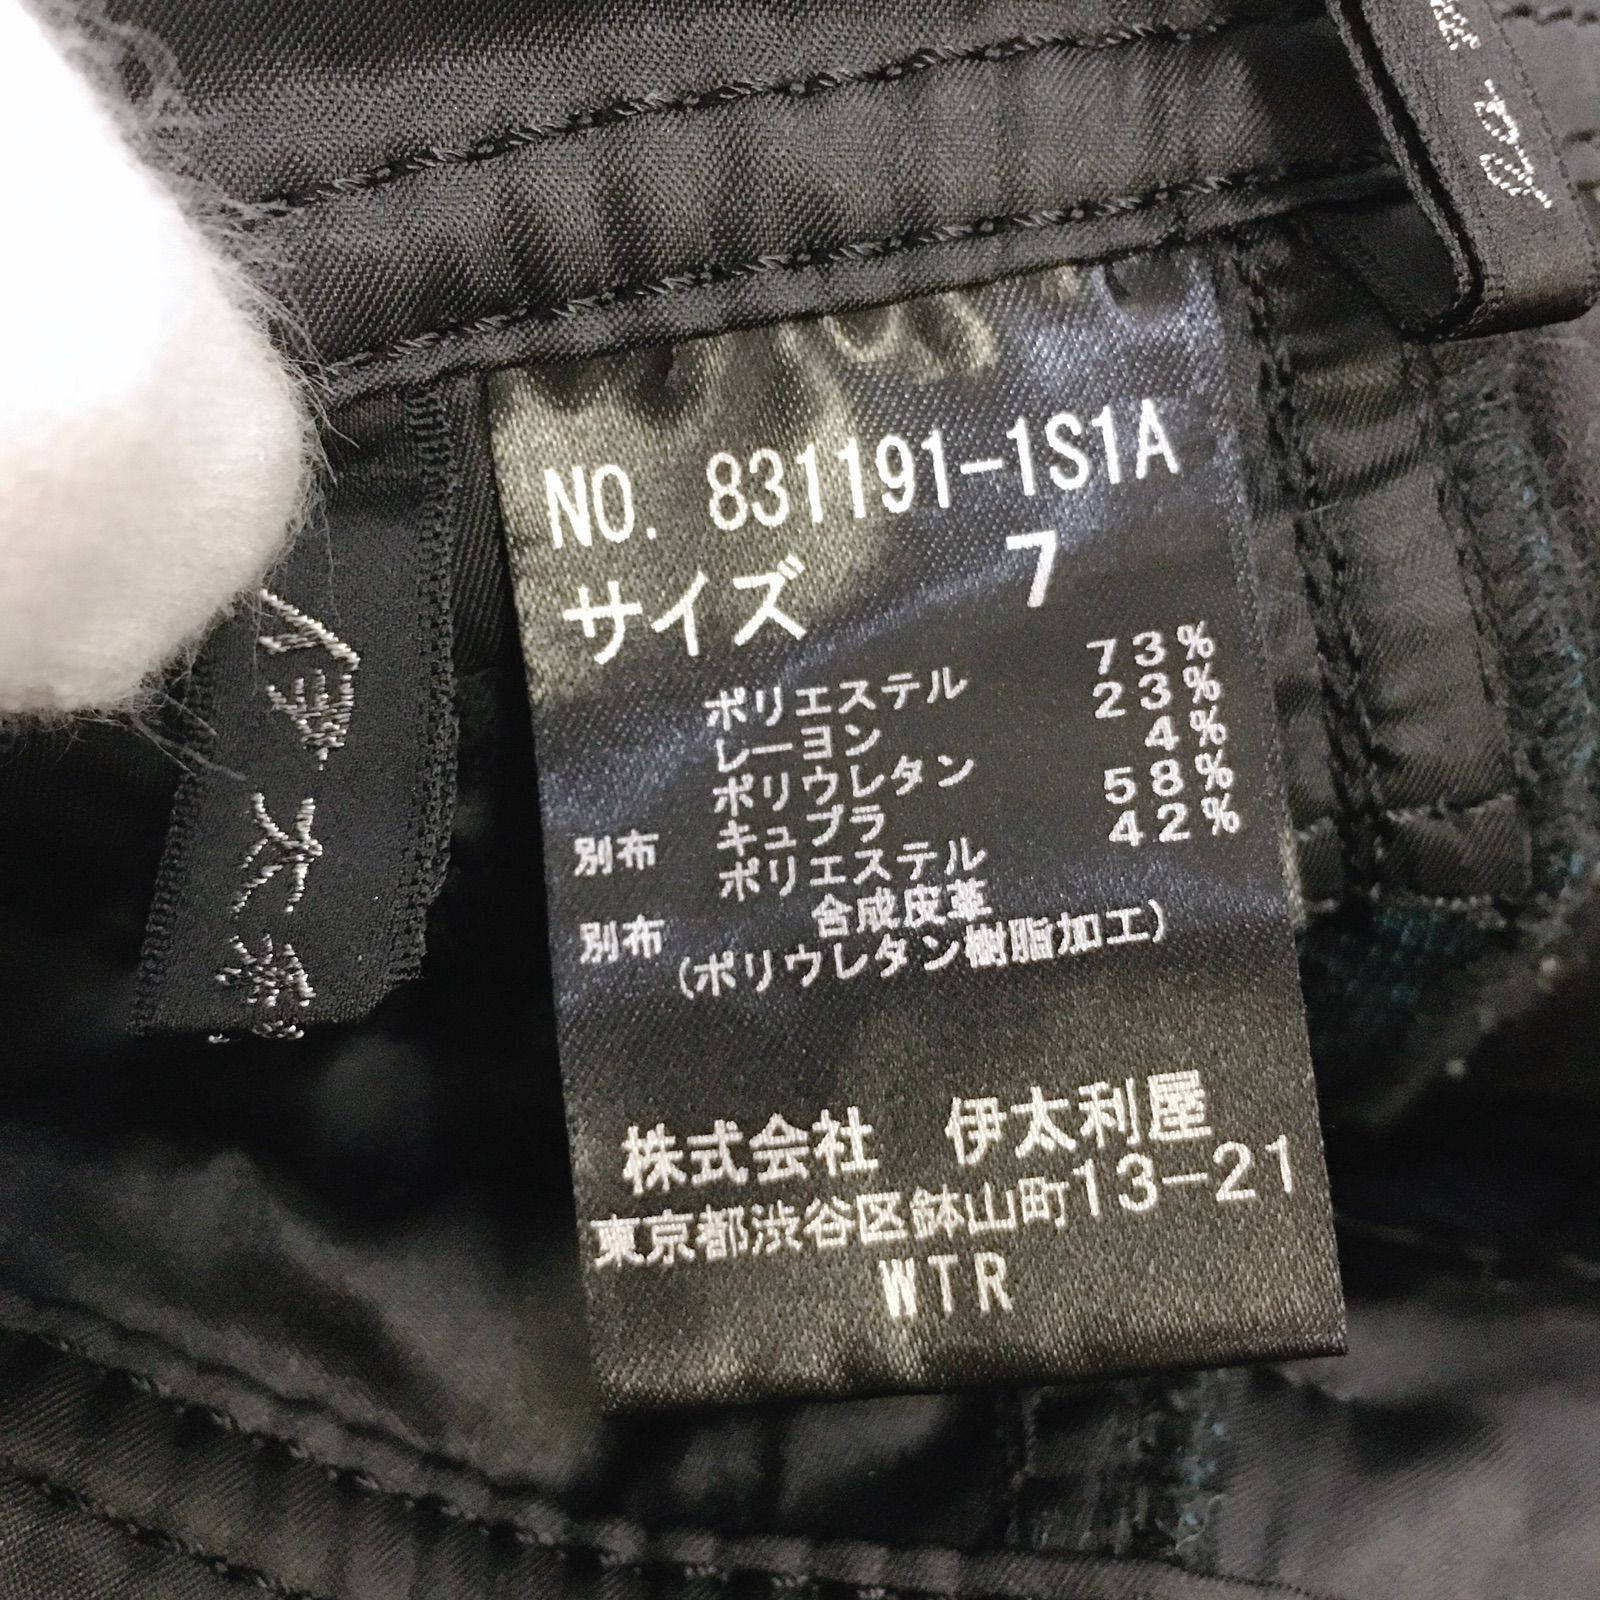 NO. 831191-1S1A
サイズ 7
ポリエステル 73%
レーヨン 23%
ポリウレタン 4%
別布 キュプラ 58%
ポリエステル 42%
別布 合成皮革
(ポリウレタン樹脂加工)
株式会社 伊太利屋
東京都渋谷区鉢山町13-21
WTR